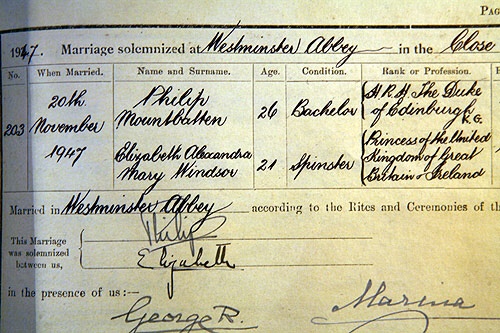 PAG
1947. Marriage solemnized at Westminster Abbey in the Close
No. When Married. Name and Surname. Age. Condition. Rank or Profession.
203 20th November 1947 Philip Mountbatten 26 Bachelor H.R.H. The Duke of Edinburgh K.G.
Elizabeth Alexandra Mary Windsor 21 Spinster Princess of the United Kingdom of Great Britain & Ireland
Married in Westminster Abbey according to the Rites and Ceremonies of th
This Marriage was solemnized between us, Philip
Elizabeth
in the presence of us :—
George R. Marina